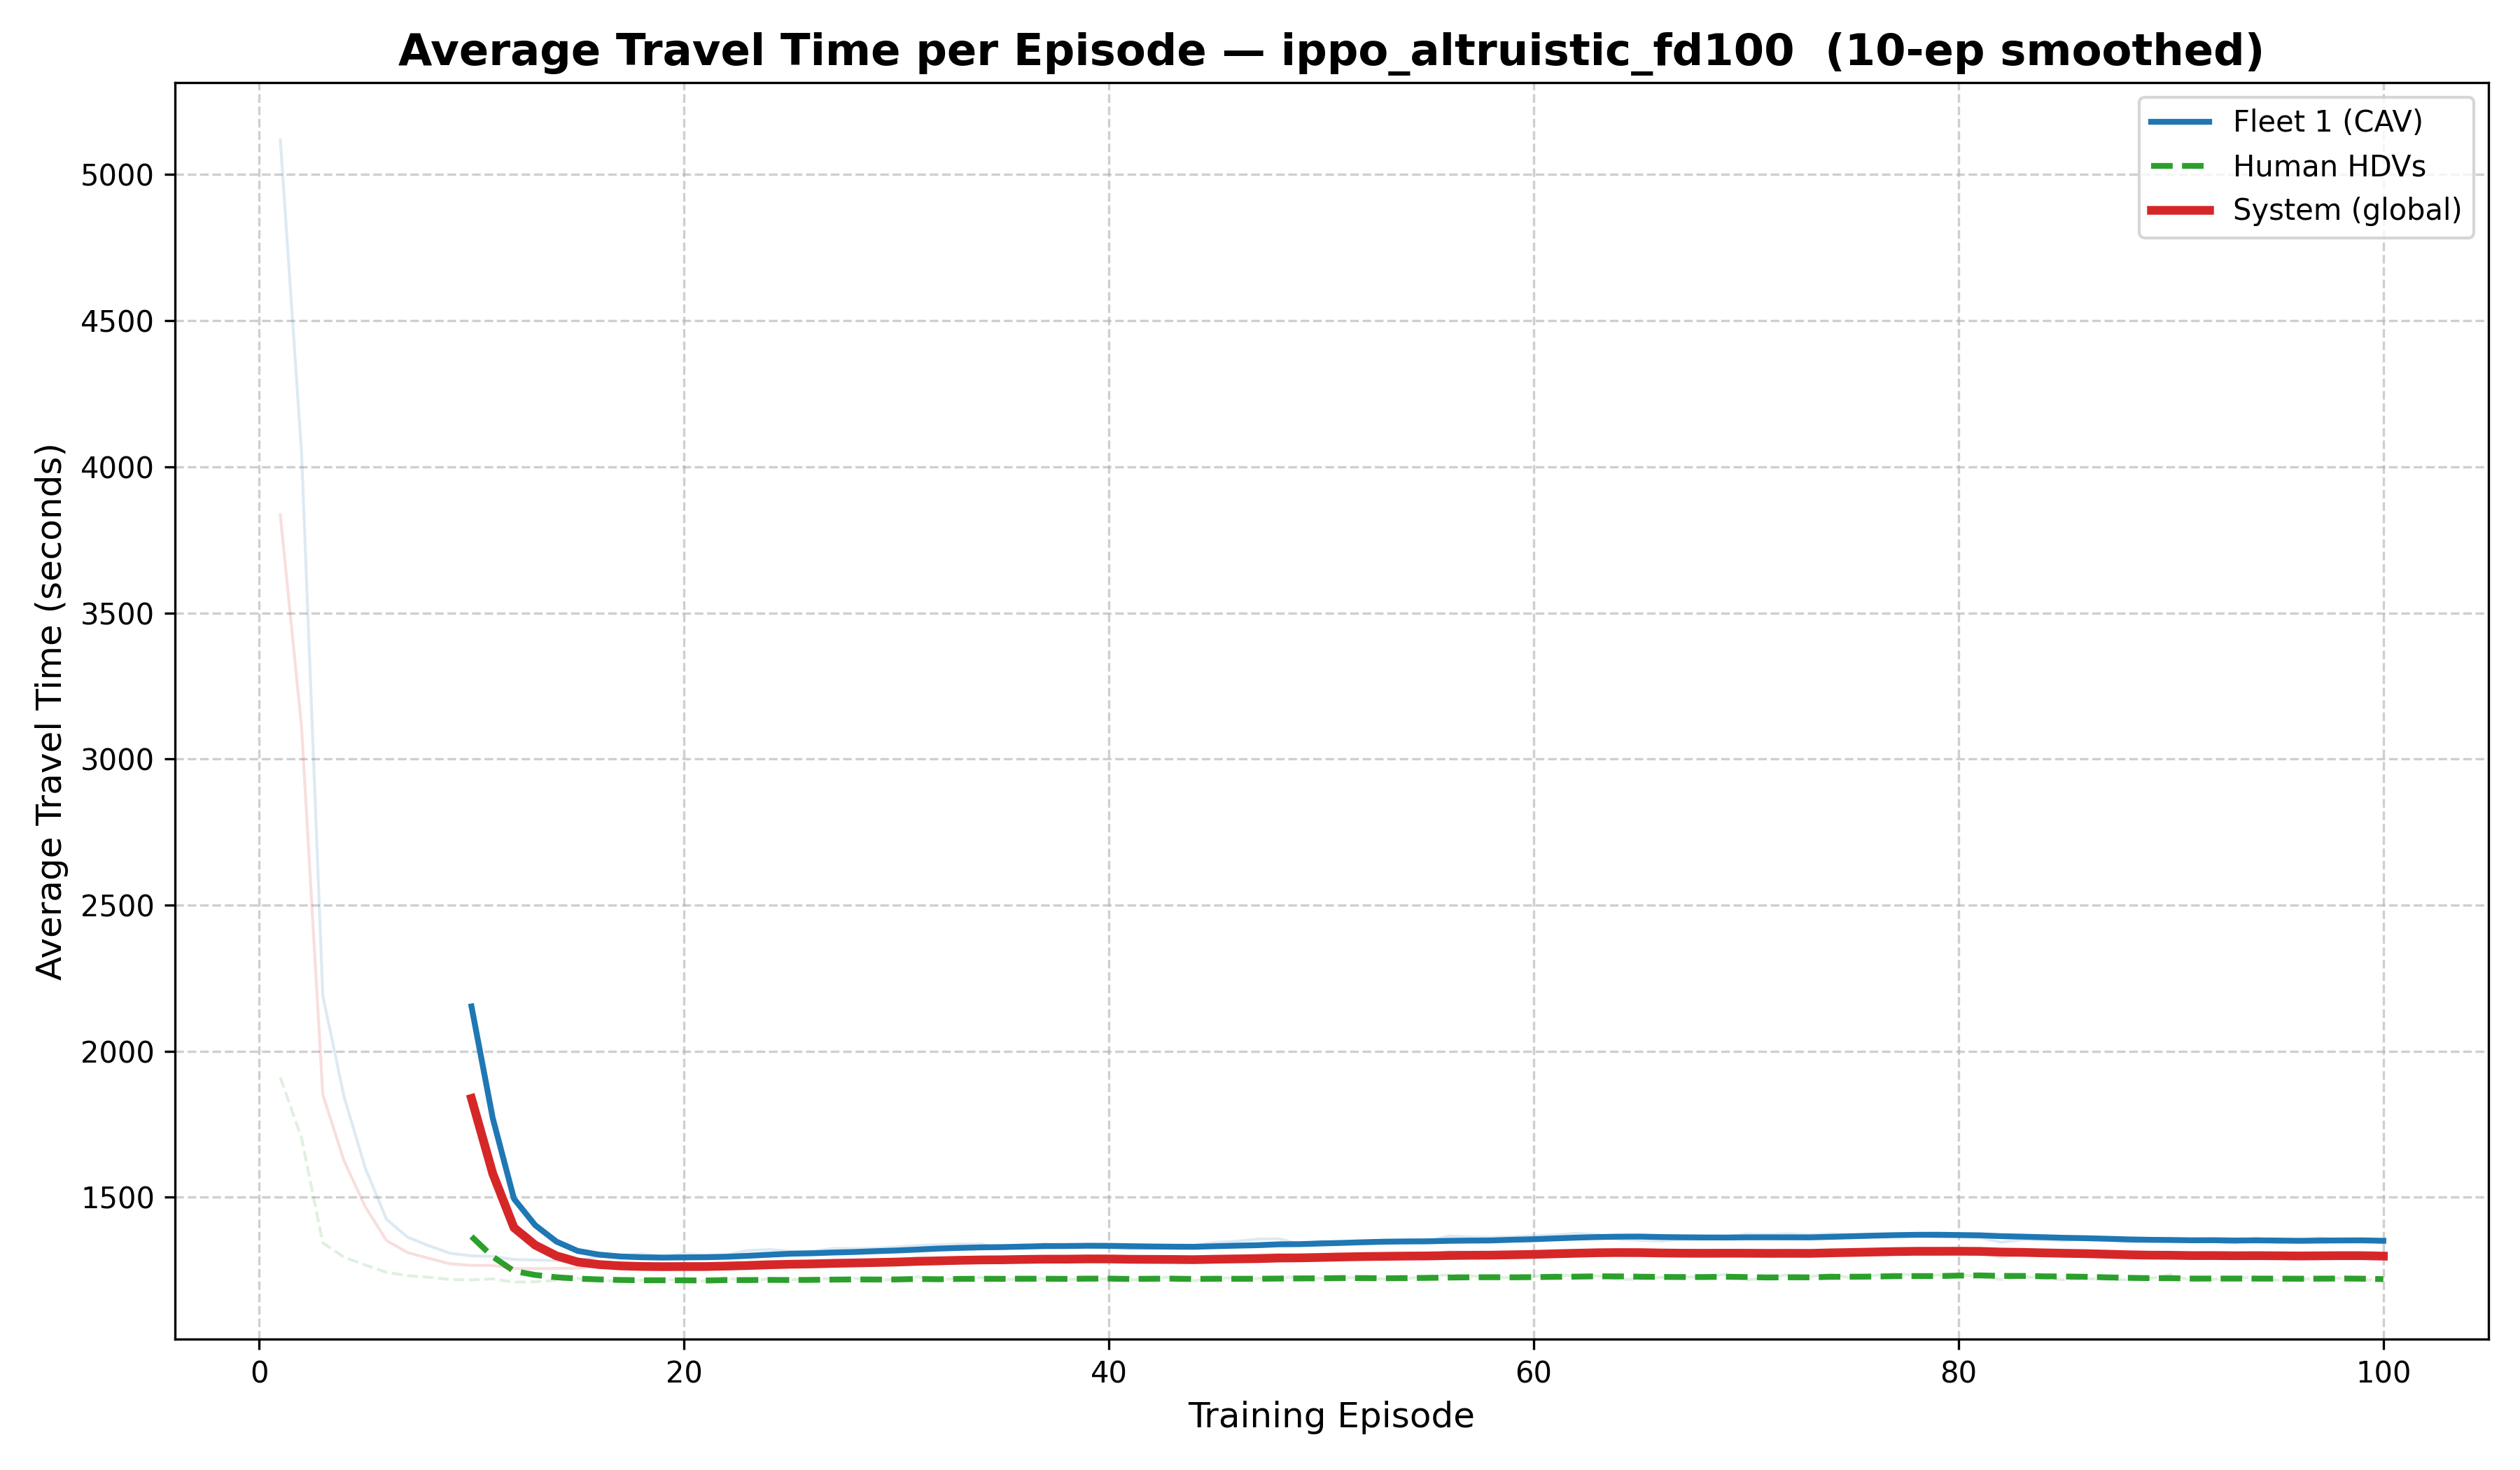 Average Travel Time per Episode — ippo_altruistic_fd100 (10-ep smoothed)
Fleet 1 (CAV)
Human HDVs
System (global)
Average Travel Time (seconds)
5000
4500
4000
3500
3000
2500
2000
1500
0
20
40
60
80
100
Training Episode